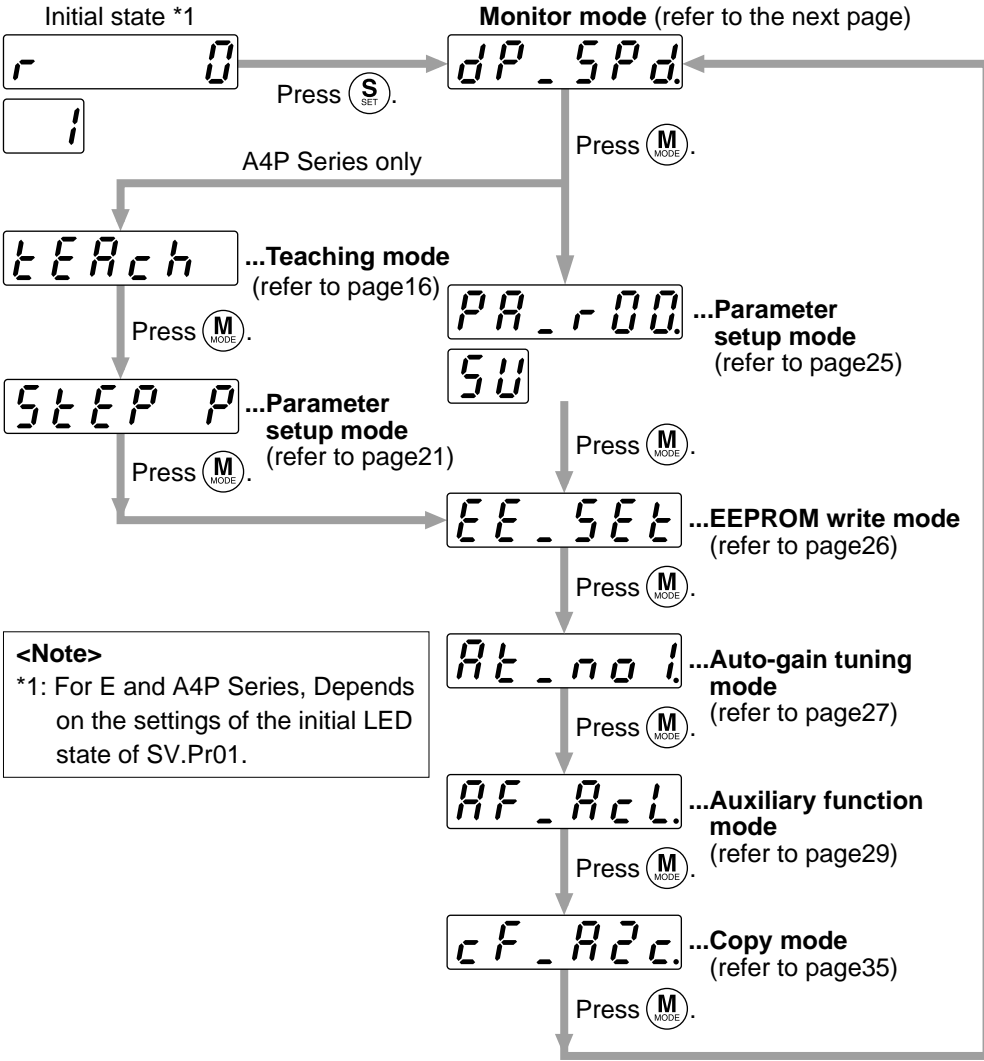 Initial state *1
r 0
1
Press S SET.
Monitor mode (refer to the next page)
dP_SPd.
Press M MODE.
A4P Series only
tEAch
...Teaching mode
(refer to page16)
Press M MODE.
StEP P
...Parameter
setup mode
(refer to page21)
Press M MODE.
PA_r00.
SV
...Parameter
setup mode
(refer to page25)
Press M MODE.
EE_SEt
...EEPROM write mode
(refer to page26)
Press M MODE.
At_no1.
...Auto-gain tuning
mode
(refer to page27)
Press M MODE.
AF_AcL.
...Auxiliary function
mode
(refer to page29)
Press M MODE.
cF_A2c.
...Copy mode
(refer to page35)
Press M MODE.
<Note>
*1: For E and A4P Series, Depends
on the settings of the initial LED
state of SV.Pr01.